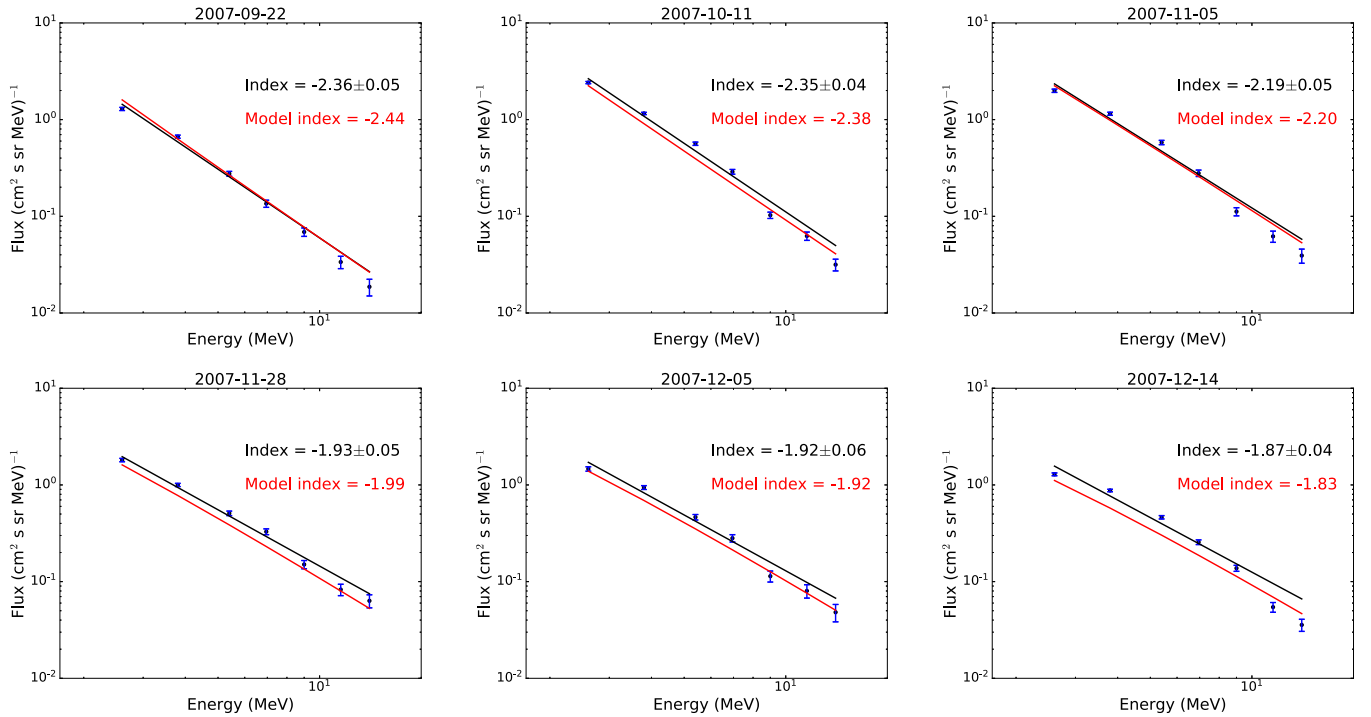 2007-09-22
10¹
10⁰
10⁻¹
10⁻²
Flux (cm² s sr MeV)⁻¹
Index = -2.36±0.05
Model index = -2.44
10¹
Energy (MeV)
2007-10-11
10¹
10⁰
10⁻¹
10⁻²
Flux (cm² s sr MeV)⁻¹
Index = -2.35±0.04
Model index = -2.38
10¹
Energy (MeV)
2007-11-05
10¹
10⁰
10⁻¹
10⁻²
Flux (cm² s sr MeV)⁻¹
Index = -2.19±0.05
Model index = -2.20
10¹
Energy (MeV)
2007-11-28
10¹
10⁰
10⁻¹
10⁻²
Flux (cm² s sr MeV)⁻¹
Index = -1.93±0.05
Model index = -1.99
10¹
Energy (MeV)
2007-12-05
10¹
10⁰
10⁻¹
10⁻²
Flux (cm² s sr MeV)⁻¹
Index = -1.92±0.06
Model index = -1.92
10¹
Energy (MeV)
2007-12-14
10¹
10⁰
10⁻¹
10⁻²
Flux (cm² s sr MeV)⁻¹
Index = -1.87±0.04
Model index = -1.83
10¹
Energy (MeV)